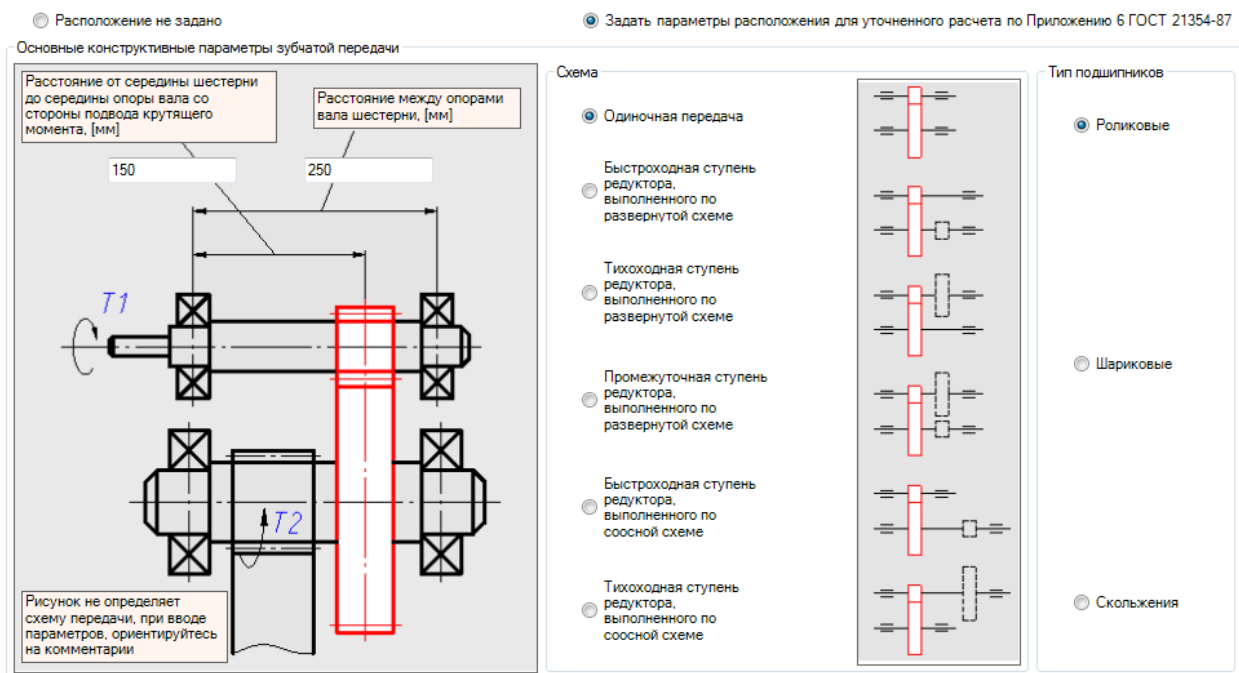 Расположение не задано
Задать параметры расположения для уточненного расчета по Приложению 6 ГОСТ 21354-87
Основные конструктивные параметры зубчатой передачи
Расстояние от середины шестерни
до середины опоры вала со
стороны подвода крутящего
момента, [мм]
Расстояние между опорами
вала шестерни, [мм]
150
250
T1
T2
Рисунок не определяет
схему передачи, при вводе
параметров, ориентируйтесь
на комментарии
Схема
Одиночная передача
Быстроходная ступень
редуктора,
выполненного по
развернутой схеме
Тихоходная ступень
редуктора,
выполненного по
развернутой схеме
Промежуточная ступень
редуктора,
выполненного по
развернутой схеме
Быстроходная ступень
редуктора,
выполненного по
соосной схеме
Тихоходная ступень
редуктора,
выполненного по
соосной схеме
Тип подшипников
Роликовые
Шариковые
Скольжения